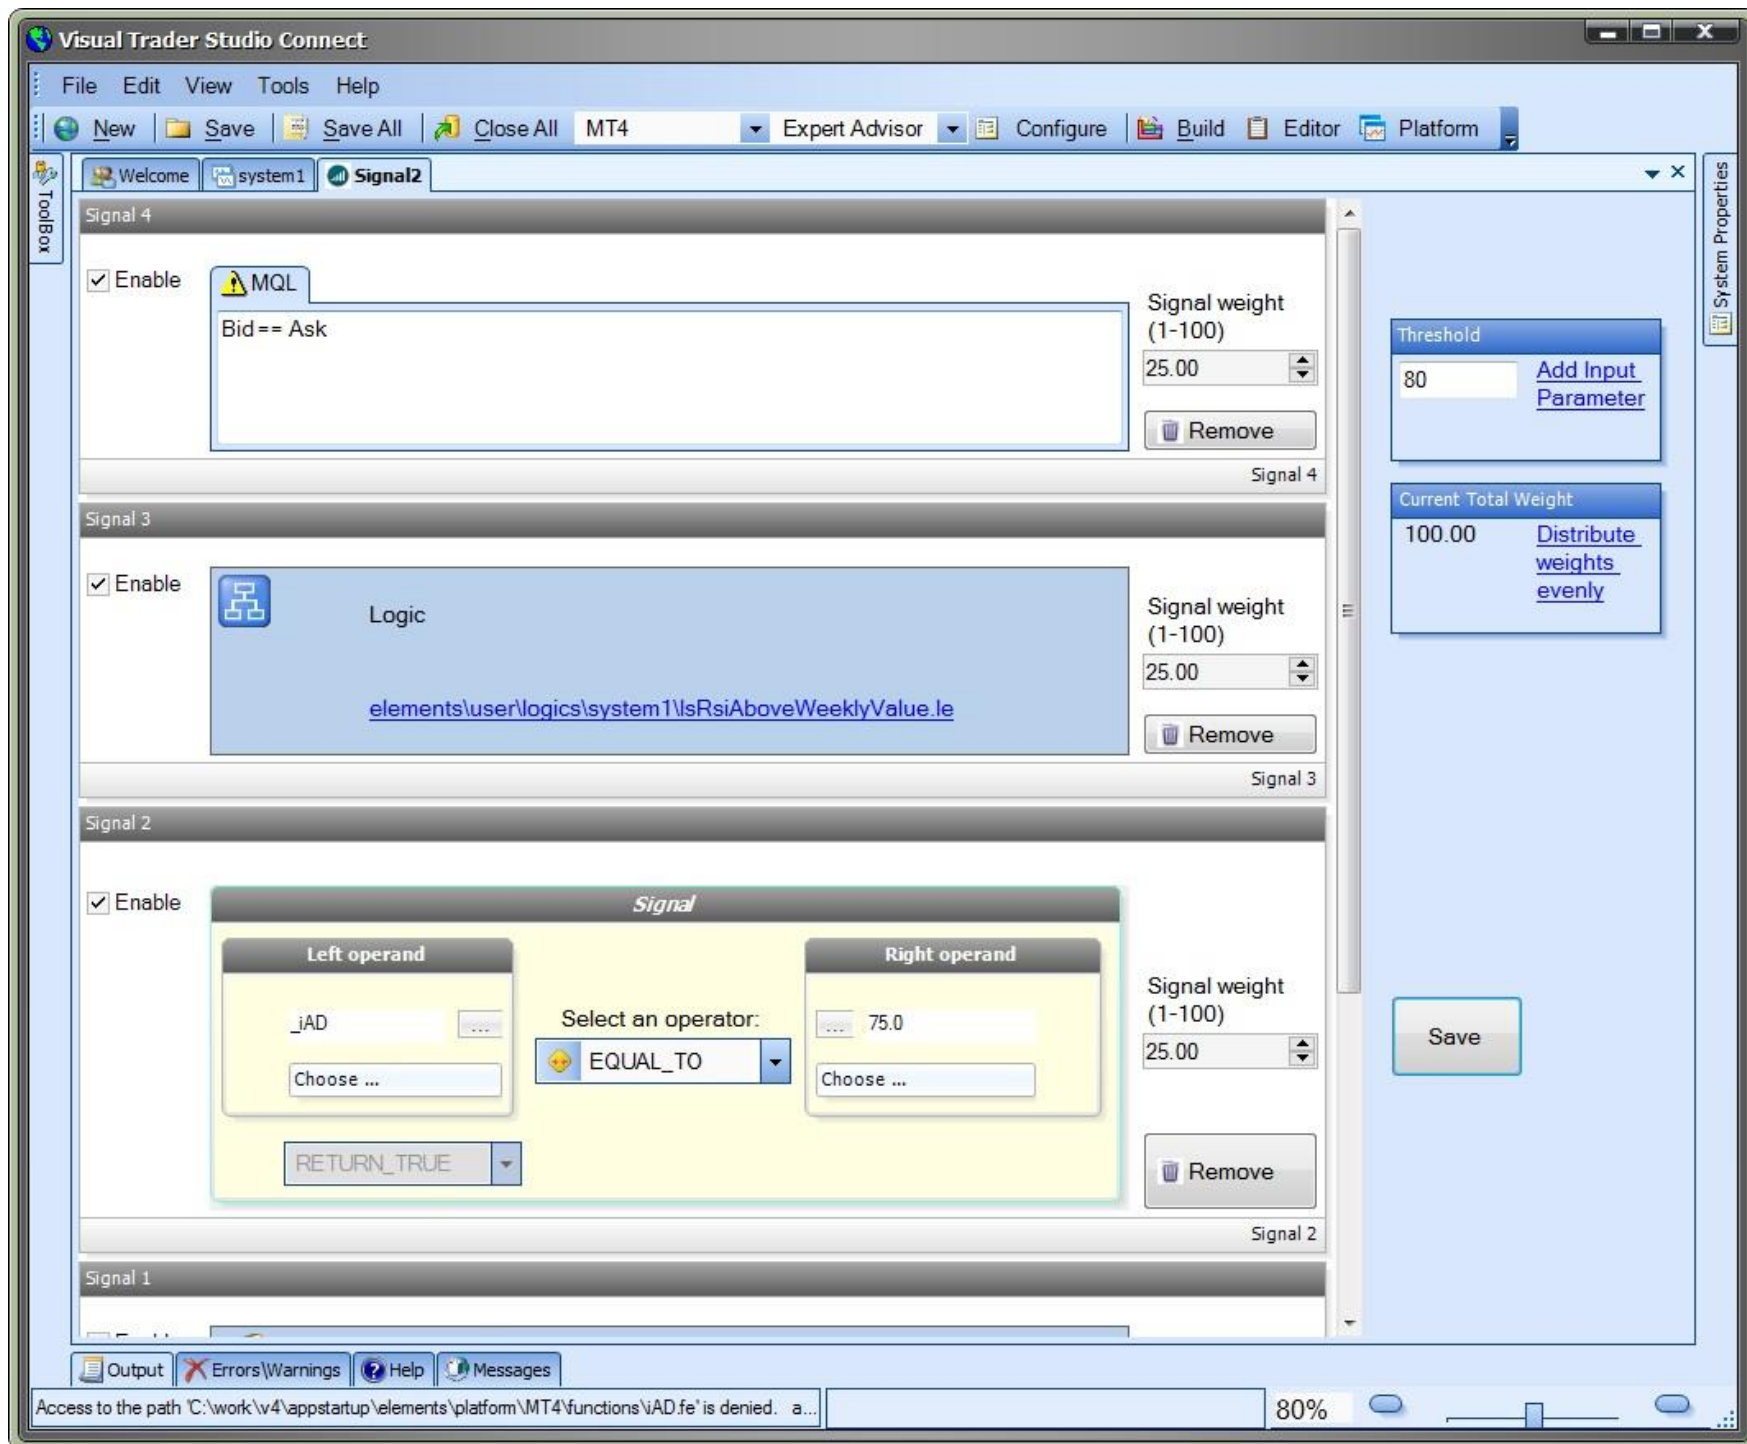 Visual Trader Studio Connect
File Edit View Tools Help
New Save Save All Close All MT4 Expert Advisor Configure Build Editor Platform
ToolBox
Welcome system1 Signal2
System Properties
Signal 4
Enable
MQL
Bid == Ask
Signal weight
(1-100)
25.00
Remove
Signal 4
Threshold
80
Add Input
Parameter
Current Total Weight
100.00
Distribute
weights
evenly
Signal 3
Enable
Logic
elements\user\logics\system1\IsRsiAboveWeeklyValue.le
Signal weight
(1-100)
25.00
Remove
Signal 3
Signal 2
Enable
Signal
Left operand
_iAD
...
Choose ...
Select an operator:
EQUAL_TO
Right operand
...
75.0
Choose ...
RETURN_TRUE
Signal weight
(1-100)
25.00
Remove
Signal 2
Save
Signal 1
Output Errors\Warnings Help Messages
Access to the path 'C:\work\v4\appstartup\elements\platform\MT4\functions\iAD.fe' is denied. a...
80%